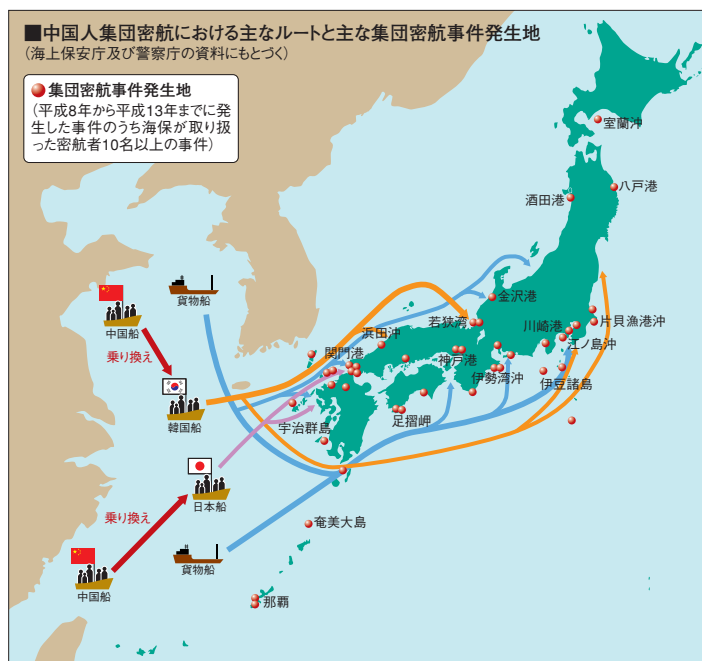 ■中国人集団密航における主なルートと主な集団密航事件発生地
(海上保安庁及び警察庁の資料にもとづく)
集団密航事件発生地
(平成8年から平成13年までに発
生した事件のうち海保が取り扱
った密航者10名以上の事件)
室蘭沖
八戸港
酒田港
貨物船
中国船
金沢港
若狭湾
川崎港
片貝漁港沖
浜田沖
江ノ島沖
乗り換え
関門港
神戸港
伊勢湾沖
伊豆諸島
韓国船
足摺岬
宇治群島
日本船
乗り換え
奄美大島
貨物船
中国船
那覇